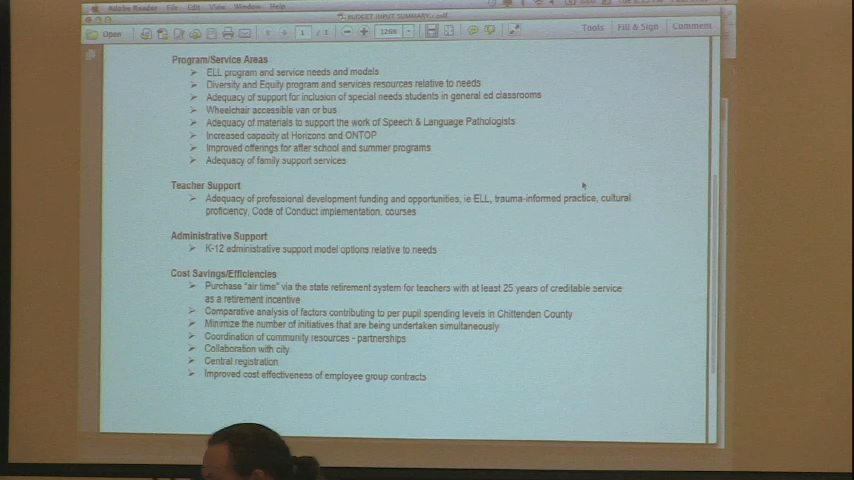 Adobe Reader File Edit View Window Help
BUDGET INPUT SUMMARY
Open 1 / 126% Tools Fill & Sign Comment
Program/Service Areas
➤ ELL program and service needs and models
➤ Diversity and Equity program and services resources relative to needs
➤ Adequacy of support for inclusion of special needs students in general ed classrooms
➤ Wheelchair accessible van or bus
➤ Adequacy of materials to support the work of Speech & Language Pathologists
➤ Increased capacity at Horizons and ONTOP
➤ Improved offerings for after school and summer programs
➤ Adequacy of family support services
Teacher Support
➤ Adequacy of professional development funding and opportunities, ie ELL, trauma-informed practice, cultural
proficiency, Code of Conduct implementation, courses
Administrative Support
➤ K-12 administrative support model options relative to needs
Cost Savings/Efficiencies
➤ Purchase "air time" via the state retirement system for teachers with at least 25 years of creditable service
as a retirement incentive
➤ Comparative analysis of factors contributing to per pupil spending levels in Chittenden County
➤ Minimize the number of initiatives that are being undertaken simultaneously
➤ Coordination of community resources - partnerships
➤ Collaboration with city
➤ Central registration
➤ Improved cost effectiveness of employee group contracts